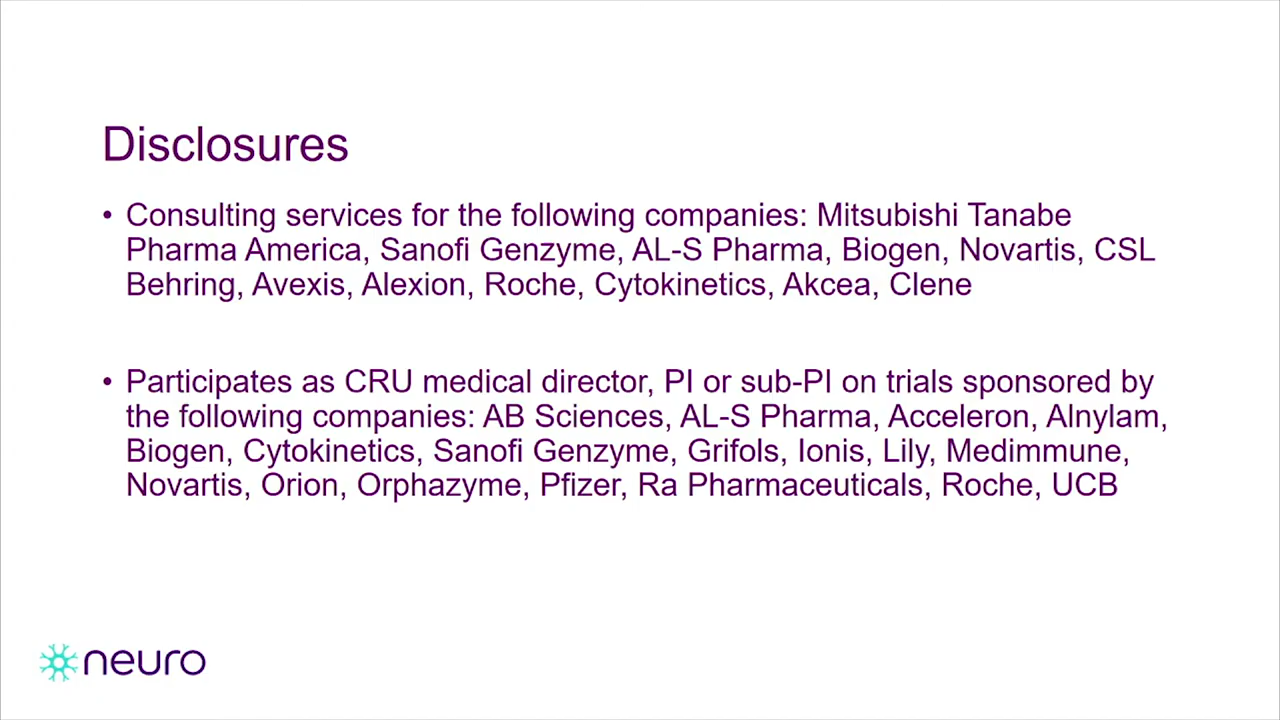 Disclosures
• Consulting services for the following companies: Mitsubishi Tanabe
Pharma America, Sanofi Genzyme, AL-S Pharma, Biogen, Novartis, CSL
Behring, Avexis, Alexion, Roche, Cytokinetics, Akcea, Clene
• Participates as CRU medical director, PI or sub-PI on trials sponsored by
the following companies: AB Sciences, AL-S Pharma, Acceleron, Alnylam,
Biogen, Cytokinetics, Sanofi Genzyme, Grifols, Ionis, Lily, Medimmune,
Novartis, Orion, Orphazyme, Pfizer, Ra Pharmaceuticals, Roche, UCB
neuro